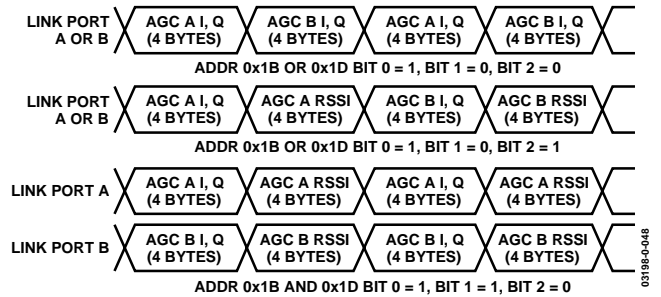 LINK PORT A OR B
AGC A I, Q (4 BYTES) AGC B I, Q (4 BYTES) AGC A I, Q (4 BYTES) AGC B I, Q (4 BYTES)
ADDR 0x1B OR 0x1D BIT 0 = 1, BIT 1 = 0, BIT 2 = 0
LINK PORT A OR B
AGC A I, Q (4 BYTES) AGC A RSSI (4 BYTES) AGC B I, Q (4 BYTES) AGC B RSSI (4 BYTES)
ADDR 0x1B OR 0x1D BIT 0 = 1, BIT 1 = 0, BIT 2 = 1
LINK PORT A
AGC A I, Q (4 BYTES) AGC A RSSI (4 BYTES) AGC A I, Q (4 BYTES) AGC A RSSI (4 BYTES)
LINK PORT B
AGC B I, Q (4 BYTES) AGC B RSSI (4 BYTES) AGC B I, Q (4 BYTES) AGC B RSSI (4 BYTES)
ADDR 0x1B AND 0x1D BIT 0 = 1, BIT 1 = 1, BIT 2 = 0
03198-0-048